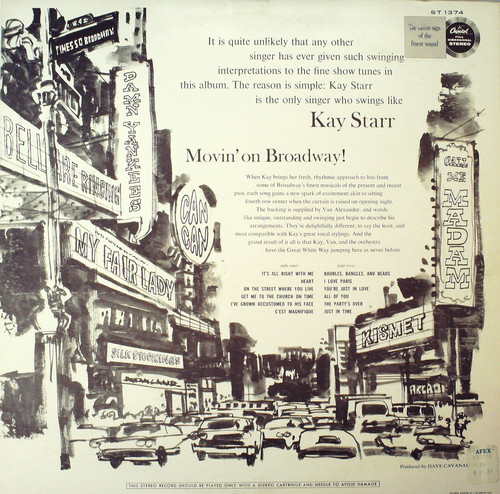 ST 1374
W.42
TIMES SQ BROADWAY
The sweet sign
of the
finest sound
Capitol
FULL
DIMENSIONAL
STEREO
It is quite unlikely that any other
singer has ever given such swinging
interpretations to the fine show tunes in
this album. The reason is simple: Kay Starr
is the only singer who swings like
Kay Starr
Movin' on Broadway!
When Kay brings her fresh, rhythmic approach to hits from
some of Broadway's finest musicals of the present and recent
past, each song gains a new spark of excitement akin to sitting
fourth row center when the curtain is raised on opening night.
The backing is supplied by Van Alexander, and words
like unique, outstanding and swinging just begin to describe his
arrangements. They're delightfully different, to say the least, and
most compatible with Kay's great vocal stylings. And the
grand result of it all is that Kay, Van, and the orchestra
have the Great White Way jumping here as never before.
side one
IT'S ALL RIGHT WITH ME
HEART
ON THE STREET WHERE YOU LIVE
GET ME TO THE CHURCH ON TIME
I'VE GROWN ACCUSTOMED TO HIS FACE
C'EST MAGNIFIQUE
side two
BAUBLES, BANGLES, AND BEADS
I LOVE PARIS
YOU'RE JUST IN LOVE
ALL OF YOU
THE PARTY'S OVER
JUST IN TIME
BELLS ARE RINGING
CAN
CAN
MY FAIR LADY
SILK STOCKINGS
CALL
ME
MADAM
KISMET
ARCADE
APEX
Produced by DAVE CAVANAU
THIS STEREO RECORD SHOULD BE PLAYED ONLY WITH A STEREO CARTRIDGE AND NEEDLE TO AVOID DAMAGE